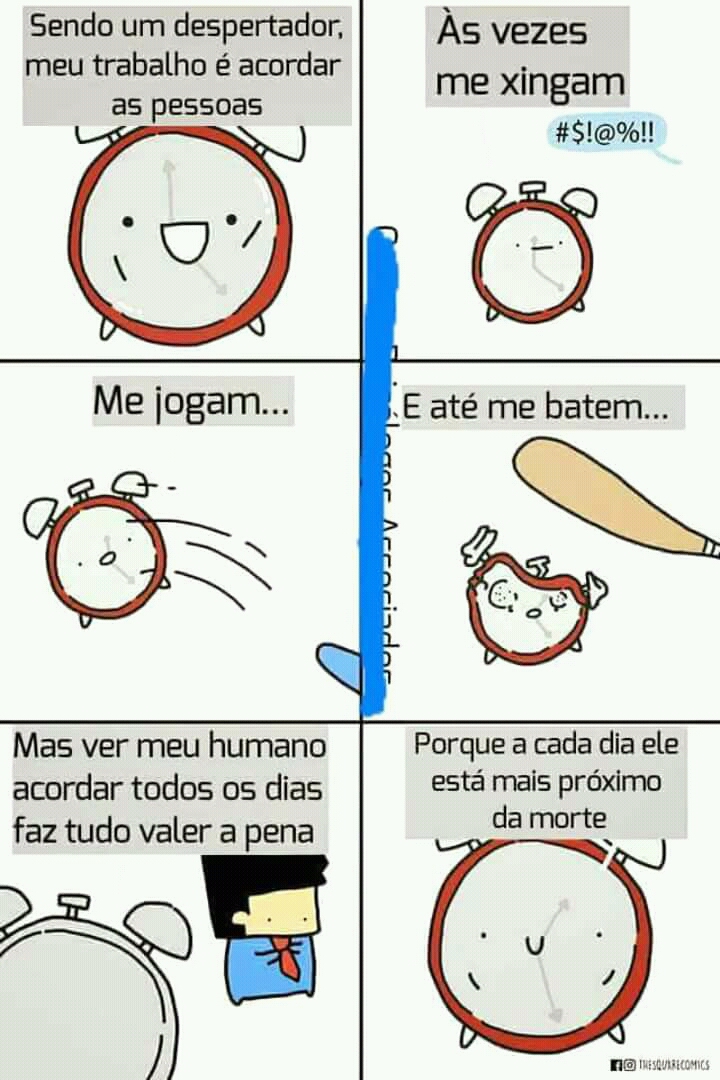 Sendo um despertador,
meu trabalho é acordar
as pessoas
Às vezes
me xingam
#$!@%!!
Me jogam...
E até me batem...
Mas ver meu humano
acordar todos os dias
faz tudo valer a pena
Porque a cada dia ele
está mais próximo
da morte
THESQUARECOMICS